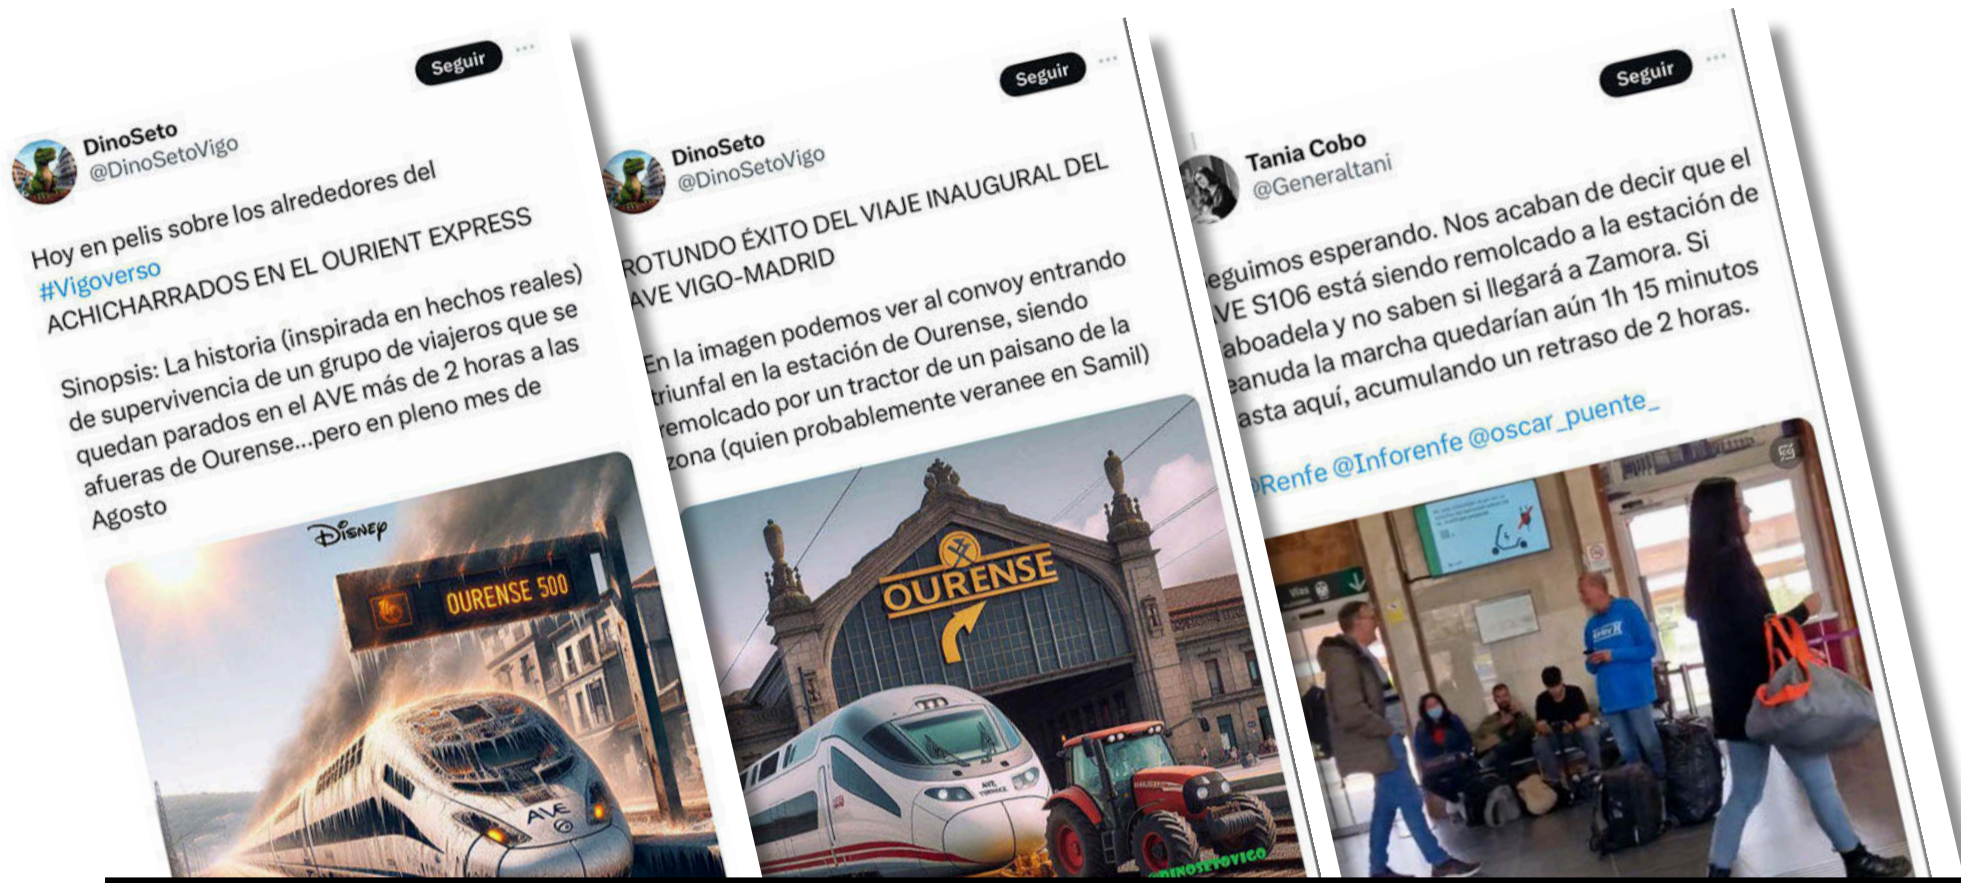 Seguir
DinoSeto
@DinoSetoVigo
Hoy en pelis sobre los alrededores del
#Vigoverso
ACHICHARRADOS EN EL OURIENT EXPRESS
Sinopsis: La historia (inspirada en hechos reales)
de supervivencia de un grupo de viajeros que se
quedan parados en el AVE más de 2 horas a las
afueras de Ourense...pero en pleno mes de
Agosto
Disney
OURENSE 500
AVE
Seguir
DinoSeto
@DinoSetoVigo
ROTUNDO ÉXITO DEL VIAJE INAUGURAL DEL
AVE VIGO-MADRID
En la imagen podemos ver al convoy entrando
triunfal en la estación de Ourense, siendo
remolcado por un tractor de un paisano de la
zona (quien probablemente veranee en Samil)
OURENSE
AVE
@DINOSETOVIGO
Seguir
Tania Cobo
@Generaltani
eguimos esperando. Nos acaban de decir que el
VE S106 está siendo remolcado a la estación de
aboadela y no saben si llegará a Zamora. Si
eanuda la marcha quedarían aún 1h 15 minutos
asta aquí, acumulando un retraso de 2 horas.
@Renfe @Inforenfe @oscar_puente_
Vías